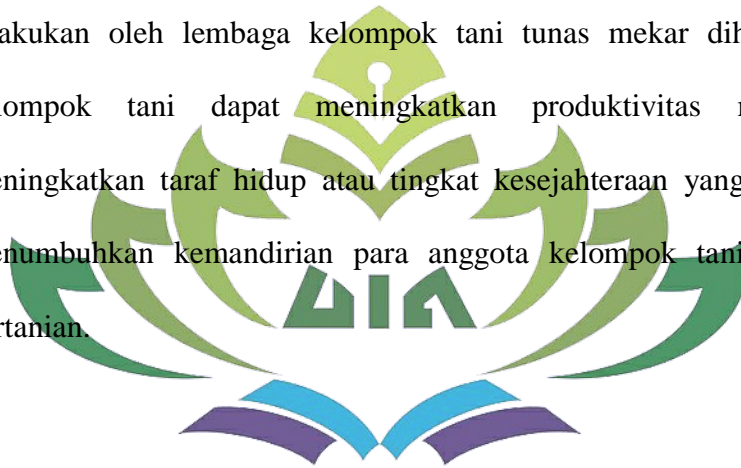 akukan oleh lembaga kelompok tani tunas mekar dih
lompok tani dapat meningkatkan produktivitas
eningkatkan taraf hidup atau tingkat kesejahteraan yang
enumbuhkan kemandirian para anggota kelompok tani
rtanian.
UIN